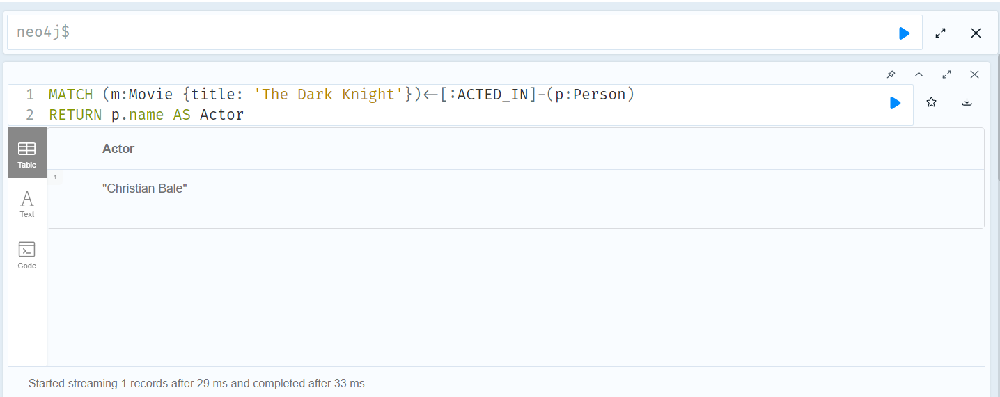 neo4j$
1 MATCH (m:Movie {title: 'The Dark Knight'})<-[:ACTED_IN]-(p:Person)
2 RETURN p.name AS Actor
Table
Actor
1
"Christian Bale"
Text
Code
Started streaming 1 records after 29 ms and completed after 33 ms.